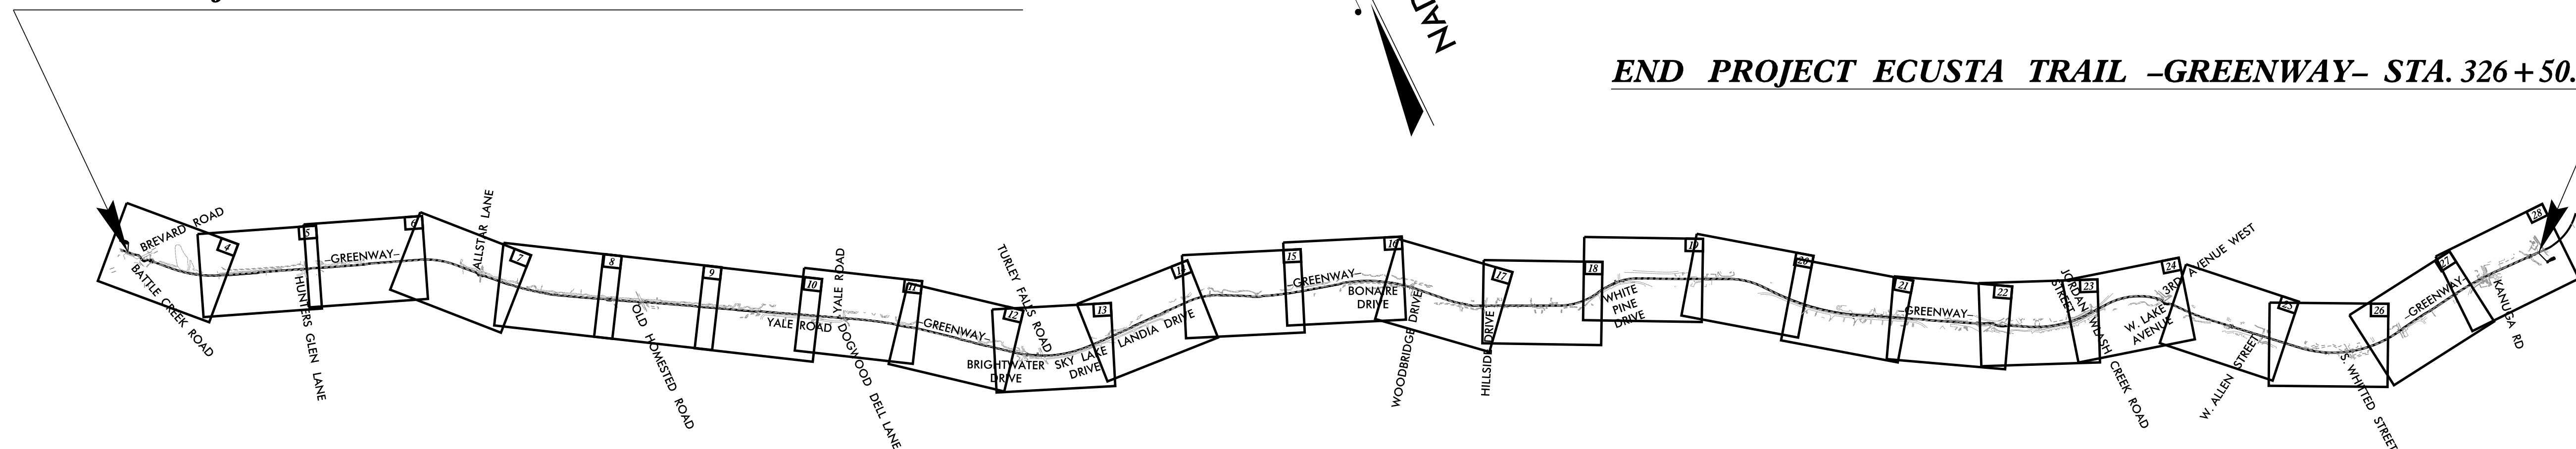 NAD
END PROJECT ECUSTA TRAIL –GREENWAY– STA. 326+50.
BREVARD ROAD
4
BATTLE CREEK ROAD
5
HUNTERS GLEN LANE
–GREENWAY–
6
ALLSTAR LANE
7
8
OLD HOMESTED ROAD
9
10
YALE ROAD
YALE ROAD
DOGWOOD DELL LANE
11
–GREENWAY–
12
TURLEY FALLS ROAD
BRIGHTWATER
DRIVE
13
SKY LAKE
DRIVE
LANDIA DRIVE
14
15
–GREENWAY–
BONAIRE
DRIVE
16
WOODBRIDGE DRIVE
17
HILLSIDE DRIVE
18
WHITE
PINE
DRIVE
19
20
21
–GREENWAY–
22
23
JORDAN
STREET
WASH CREEK ROAD
24
3RD AVENUE WEST
W. LAKE
AVENUE
W. ALLEN STREET
25
26
S. WHITTED STREET
–GREENWAY–
27
KANUGA RD
28